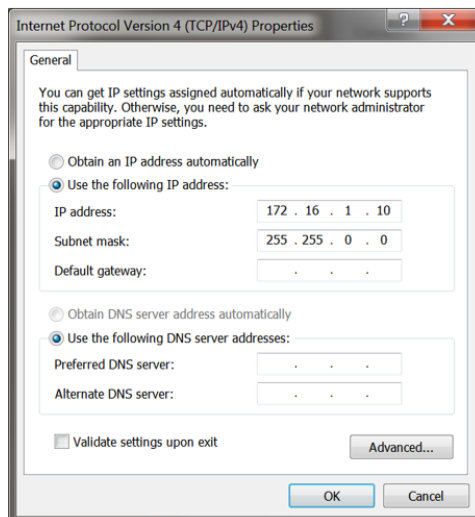 Internet Protocol Version 4 (TCP/IPv4) Properties
General
You can get IP settings assigned automatically if your network supports
this capability. Otherwise, you need to ask your network administrator
for the appropriate IP settings.
Obtain an IP address automatically
Use the following IP address:
IP address: 172 . 16 . 1 . 10
Subnet mask: 255 . 255 . 0 . 0
Default gateway: . . .
Obtain DNS server address automatically
Use the following DNS server addresses:
Preferred DNS server: . . .
Alternate DNS server: . . .
Validate settings upon exit
Advanced...
OK Cancel